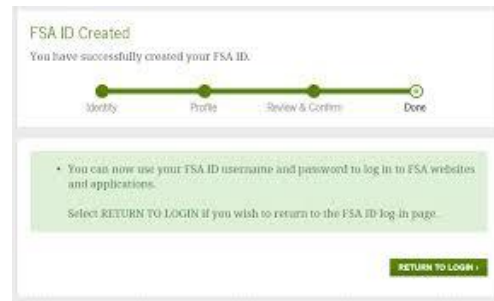 FSA ID Created
You have successfully created your FSA ID.
Identity Profile Review & Confirm Done
• You can now use your FSA ID username and password to log in to FSA websites
and applications.
Select RETURN TO LOGIN if you wish to return to the FSA ID log-in page.
RETURN TO LOGIN ›